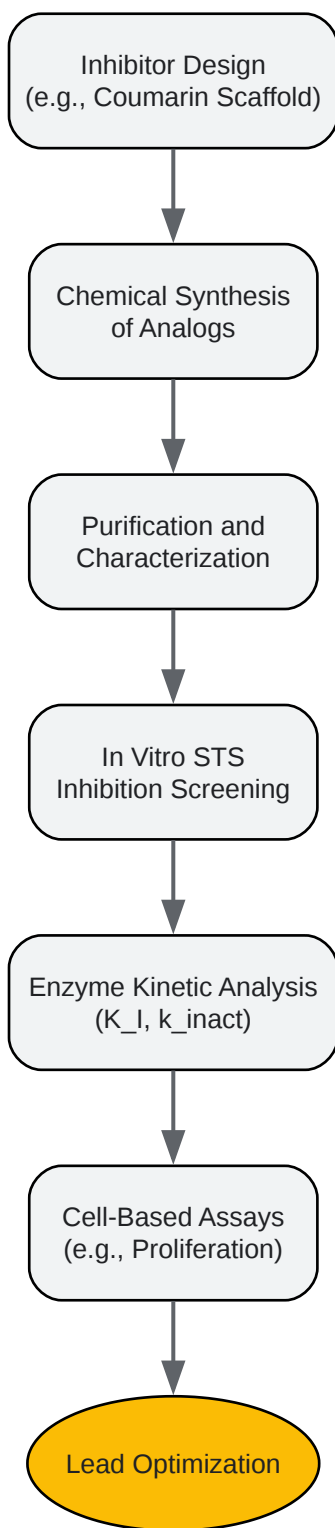 Inhibitor Design
(e.g., Coumarin Scaffold)
Chemical Synthesis
of Analogs
Purification and
Characterization
In Vitro STS
Inhibition Screening
Enzyme Kinetic Analysis
(K_I, k_inact)
Cell-Based Assays
(e.g., Proliferation)
Lead Optimization